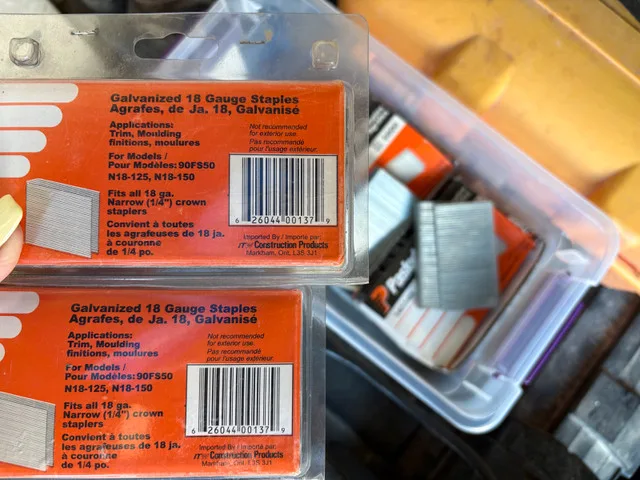 Galvanized 18 Gauge Staples
Agrafes, de Ja. 18, Galvanisé
Applications:
Trim, Moulding
finitions, moulures
For Models /
Pour Modèles: 90FS50
N18-125, N18-150
Fits all 18 ga.
Narrow (1/4") crown
staplers
Convient à toutes
les agrafeuses de 18 ja.
à couronne
de 1/4 po.
Not recommended
for exterior use.
Pas recommandé
pour l'usage extérieur.
6 26044 00137 9
Imported By / Importé par:
ITW Construction Products
Markham, Ont, L3S 3J1
Galvanized 18 Gauge Staples
Agrafes, de Ja. 18, Galvanisé
Applications:
Trim, Moulding
finitions, moulures
For Models /
Pour Modèles: 90FS50
N18-125, N18-150
Fits all 18 ga.
Narrow (1/4") crown
staplers
Convient à toutes
les agrafeuses de 18 ja.
à couronne
de 1/4 po.
Not recommended
for exterior use.
Pas recommandé
pour l'usage extérieur.
6 26044 00137 9
Imported By / Importé par:
ITW Construction Products
Markham, Ont, L3S 3J1